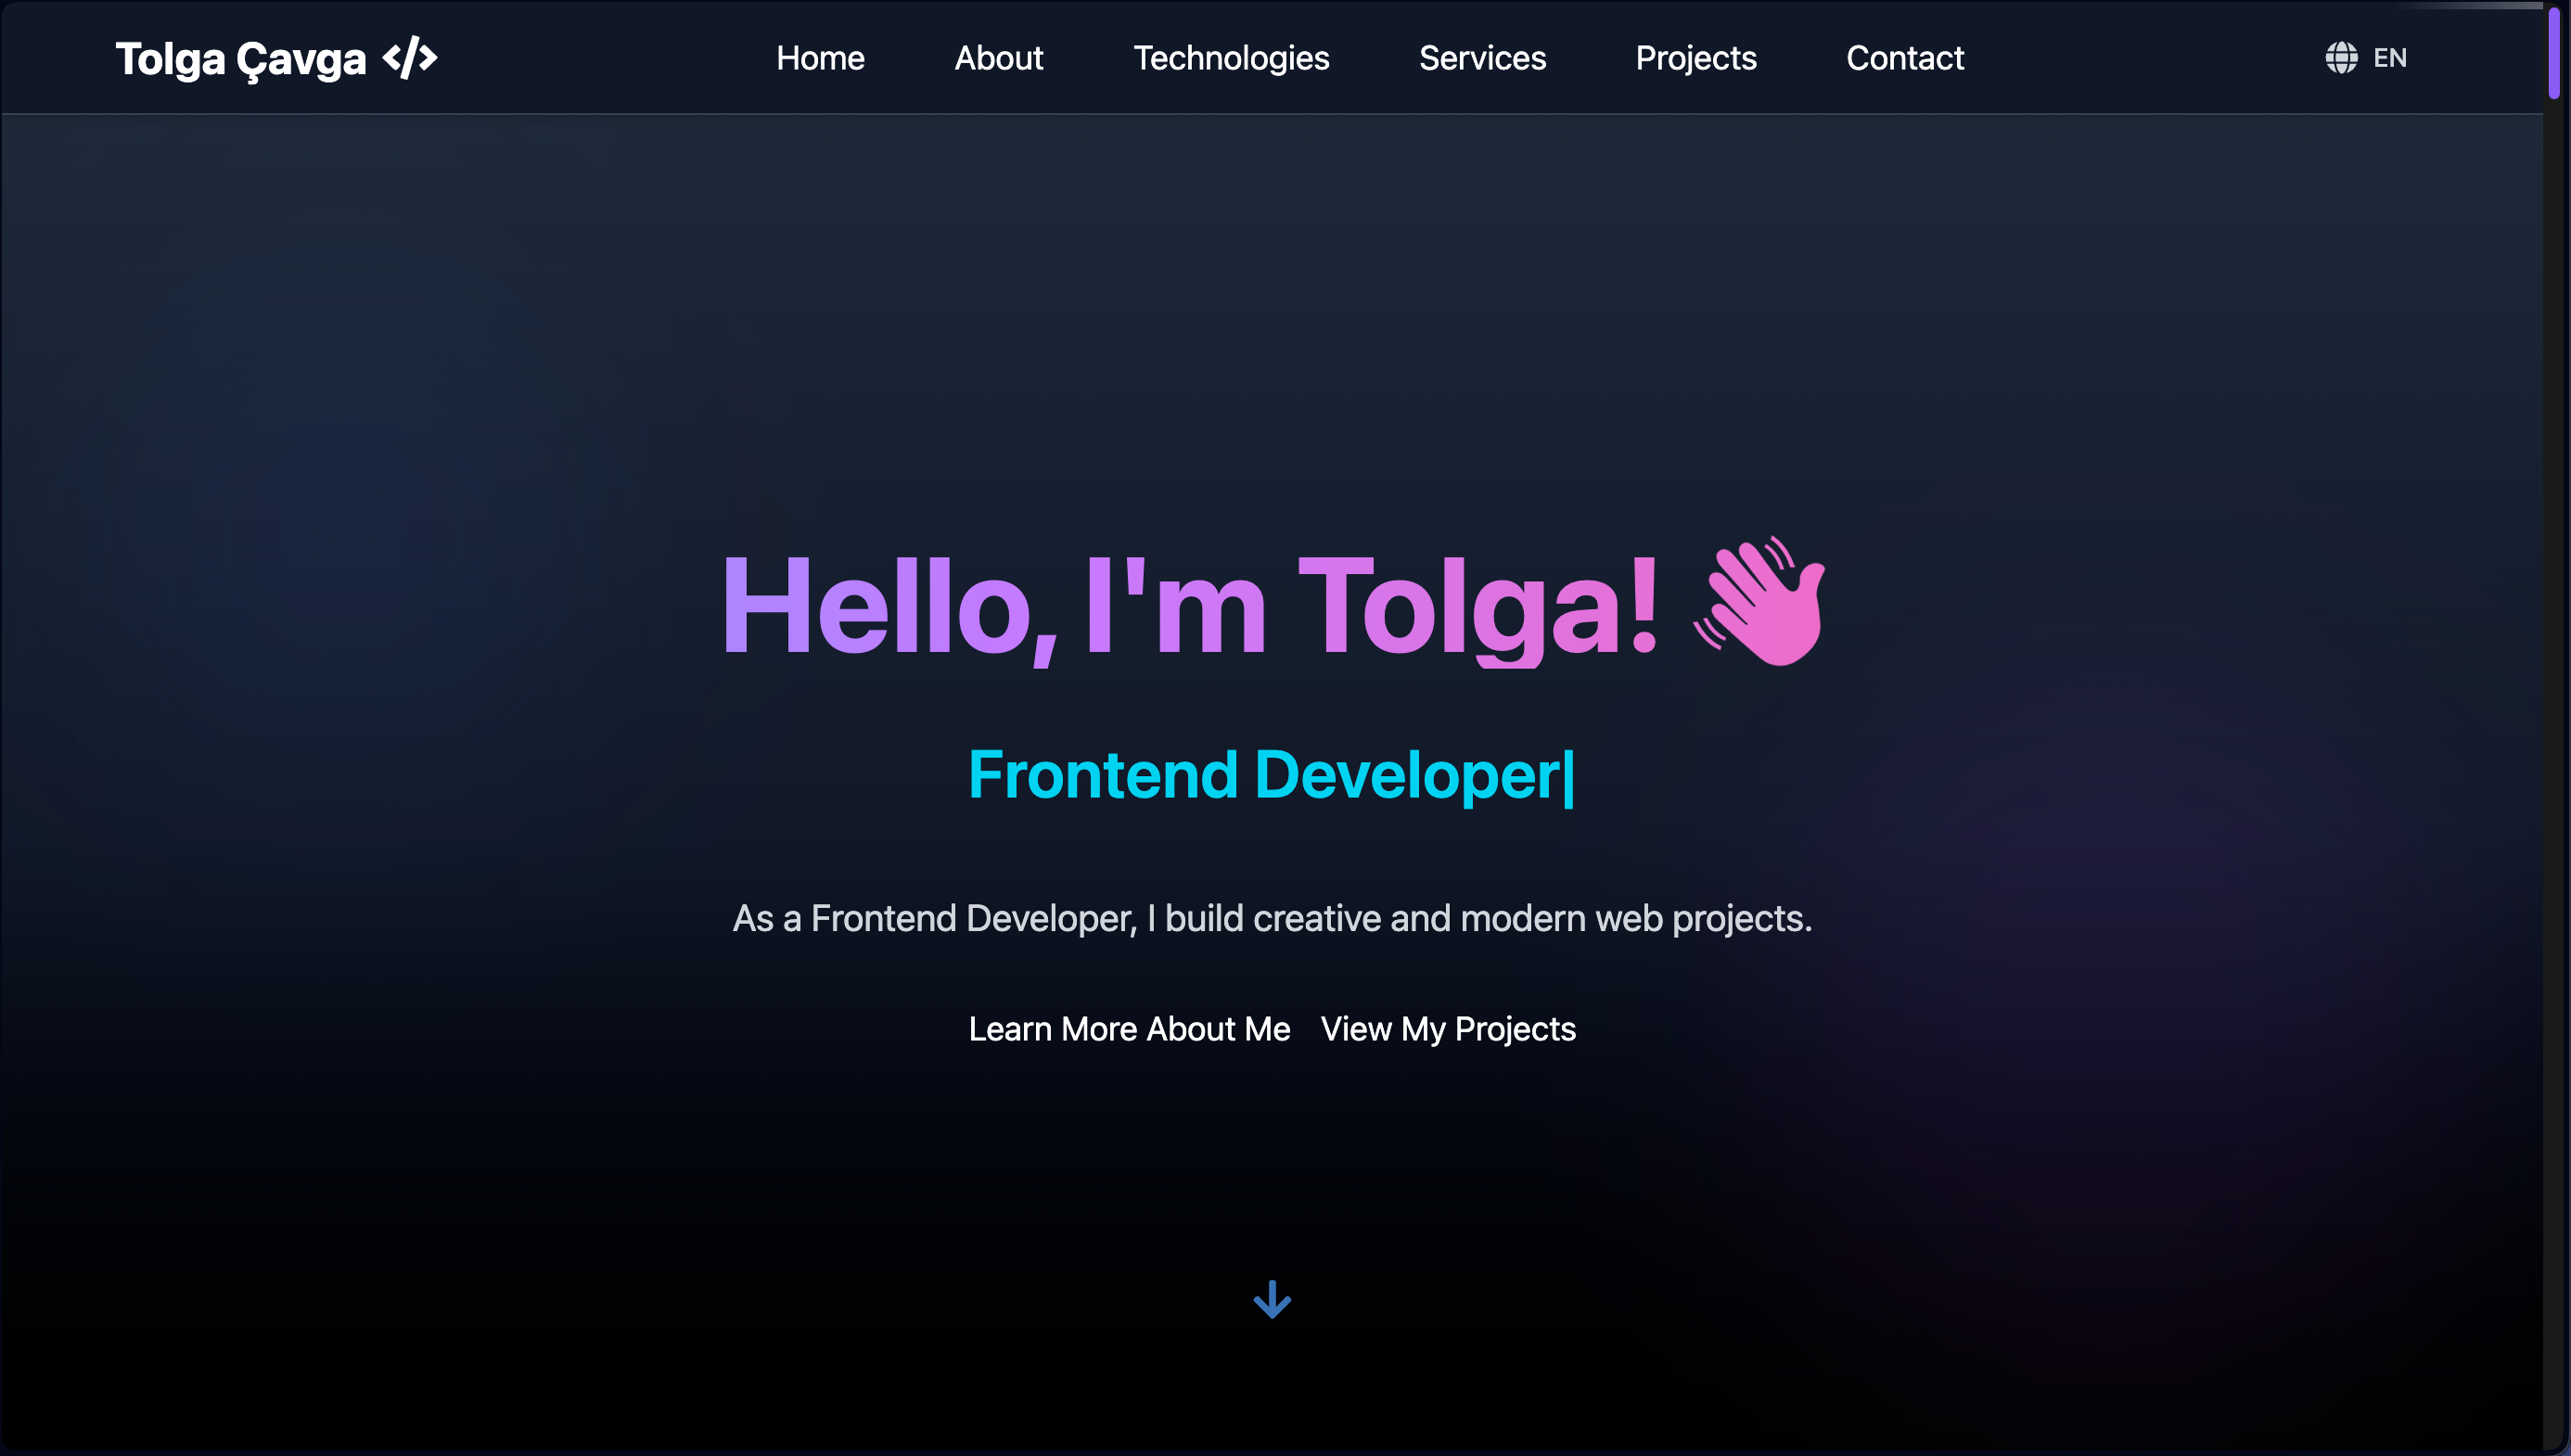 Tolga Çavga </>
Home About Technologies Services Projects Contact
EN
Hello, I'm Tolga! 👋
Frontend Developer|
As a Frontend Developer, I build creative and modern web projects.
Learn More About Me View My Projects